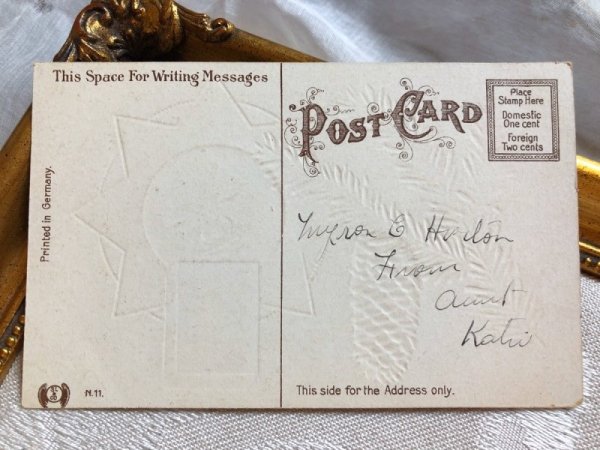 This Space For Writing Messages
POST CARD
Place
Stamp Here
Domestic
One cent
Foreign
Two cents
Printed in Germany.
Myron E
From
Aunt
Katie
N.11.
This side for the Address only.